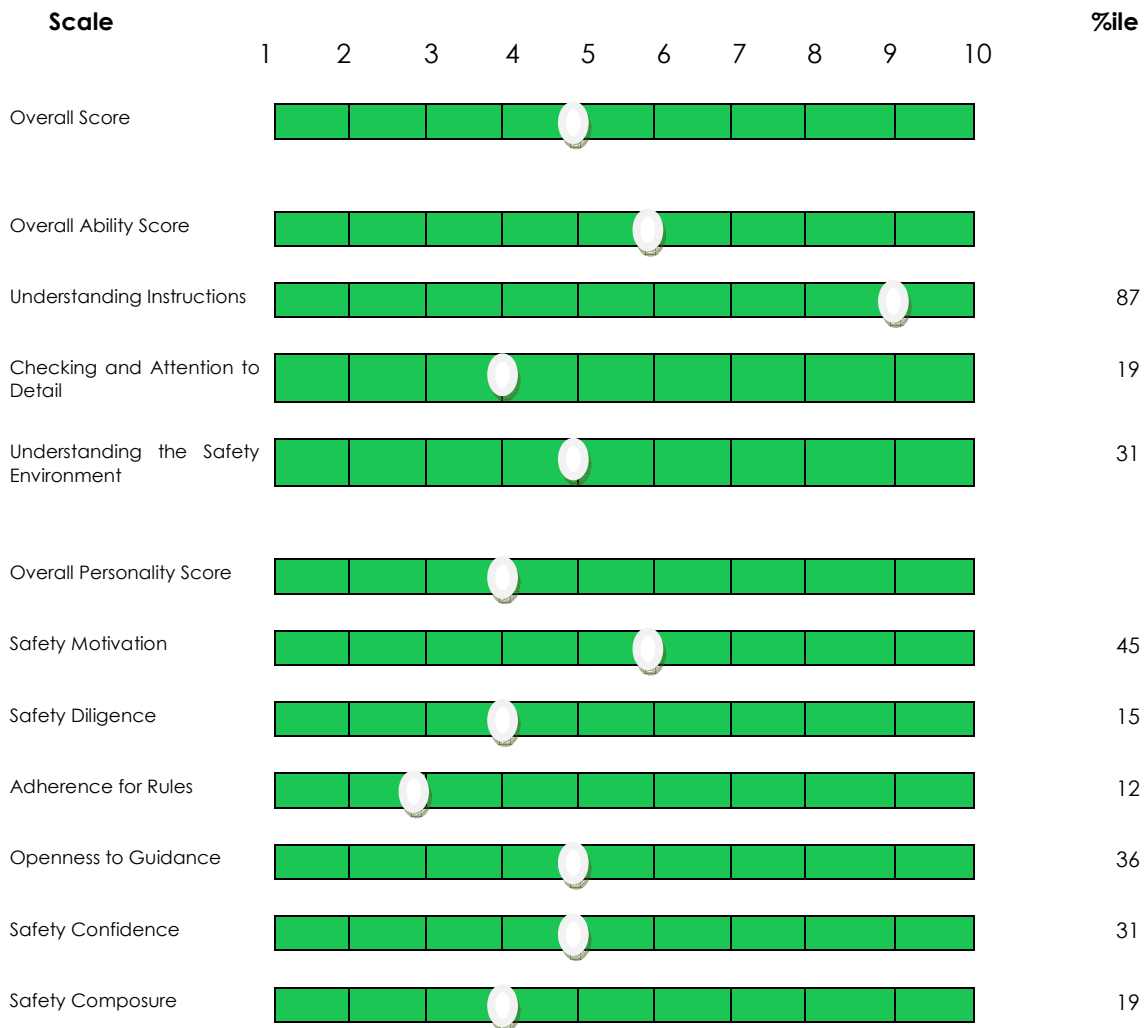 Scale %ile
1 2 3 4 5 6 7 8 9 10
Overall Score
Overall Ability Score
Understanding Instructions 87
Checking and Attention to 19
Detail
Understanding the Safety 31
Environment
Overall Personality Score
Safety Motivation 45
Safety Diligence 15
Adherence for Rules 12
Openness to Guidance 36
Safety Confidence 31
Safety Composure 19